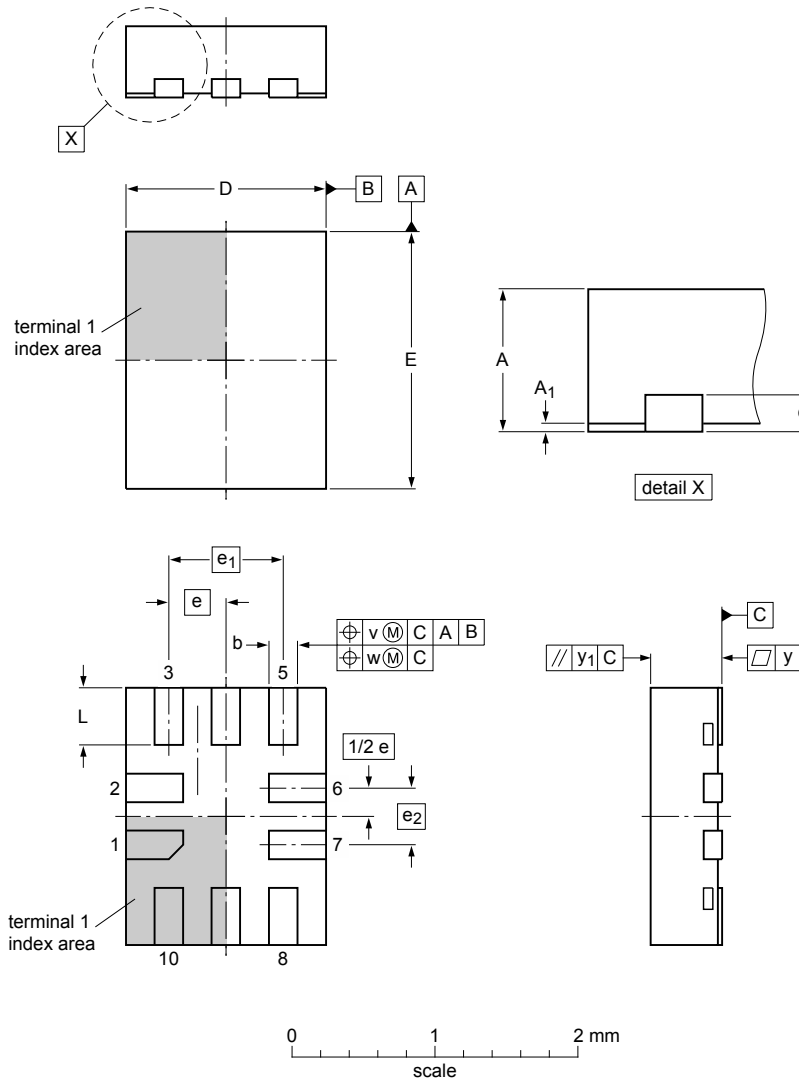 X
D
B
A
terminal 1
index area
E
A
A1
detail X
e1
e
b
v M C A B
w M C
3
5
L
1/2 e
2
6
e2
1
7
terminal 1
index area
10
8
C
// y1 C
y
0 1 2 mm
scale